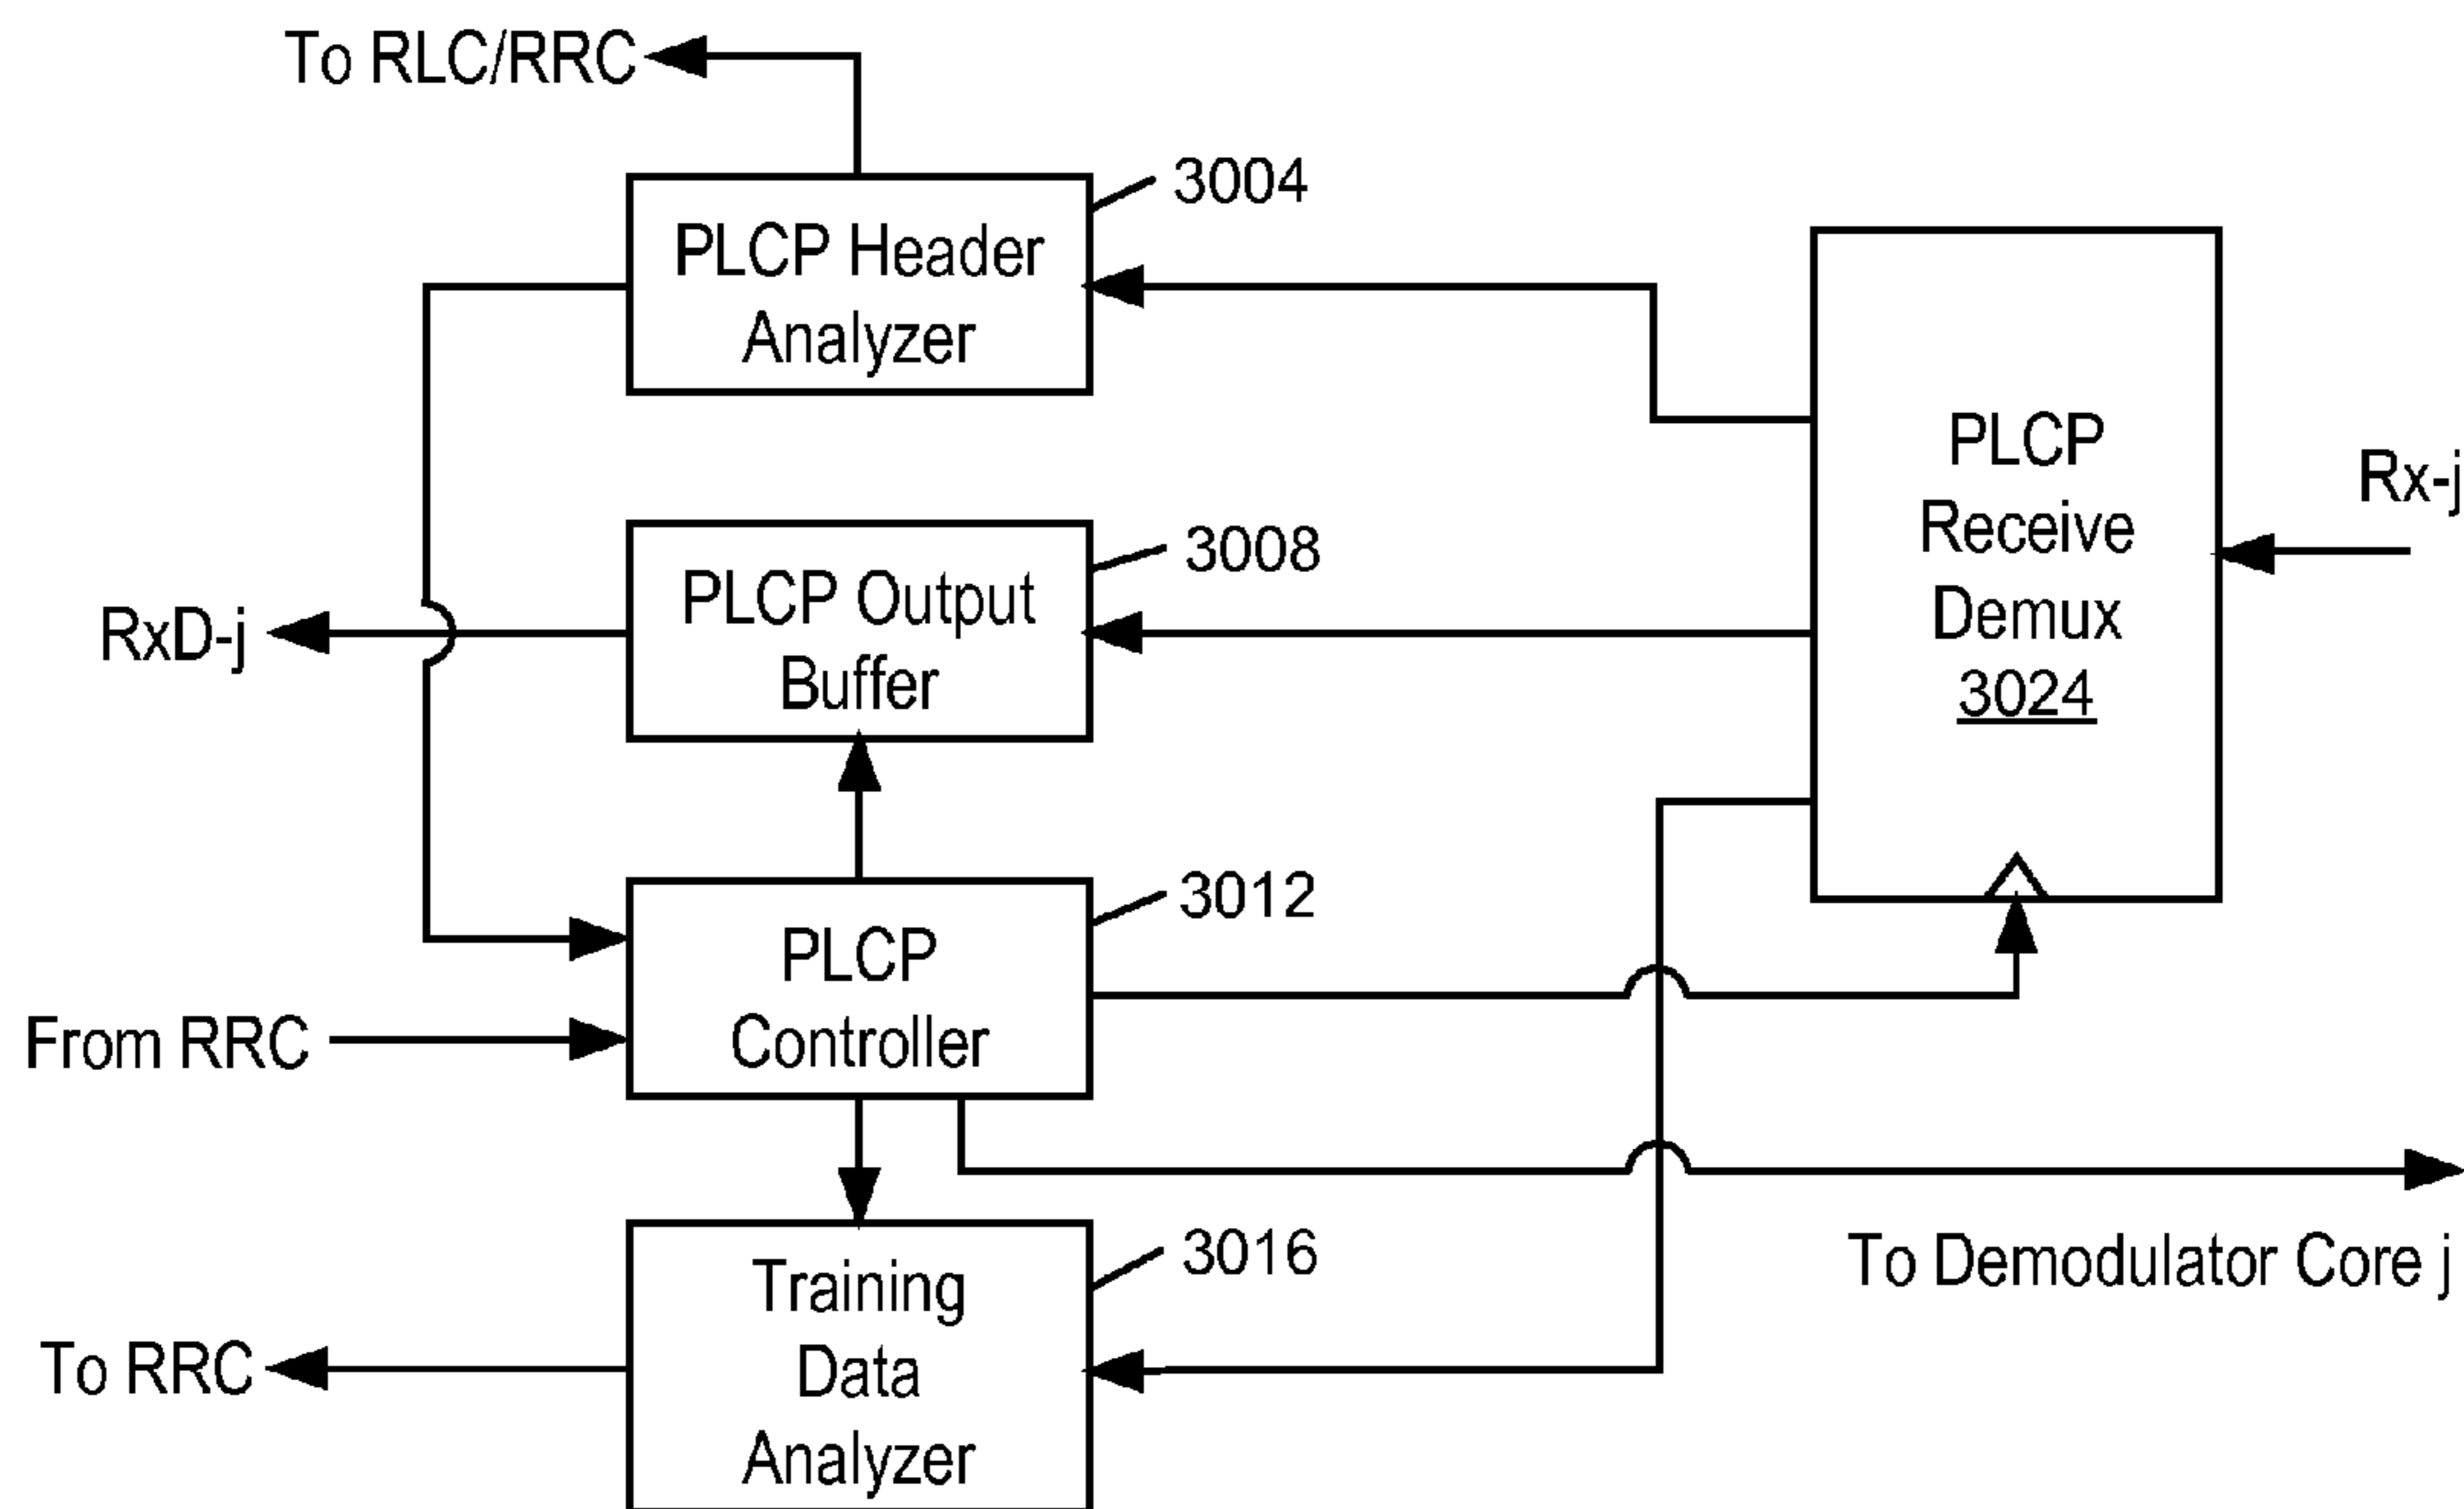 To RLC/RRC
3004
PLCP Header
Analyzer
PLCP
Receive
Demux
3024
Rx-j
3008
PLCP Output
Buffer
RxD-j
3012
PLCP
Controller
From RRC
3016
Training
Data
Analyzer
To Demodulator Core j
To RRC